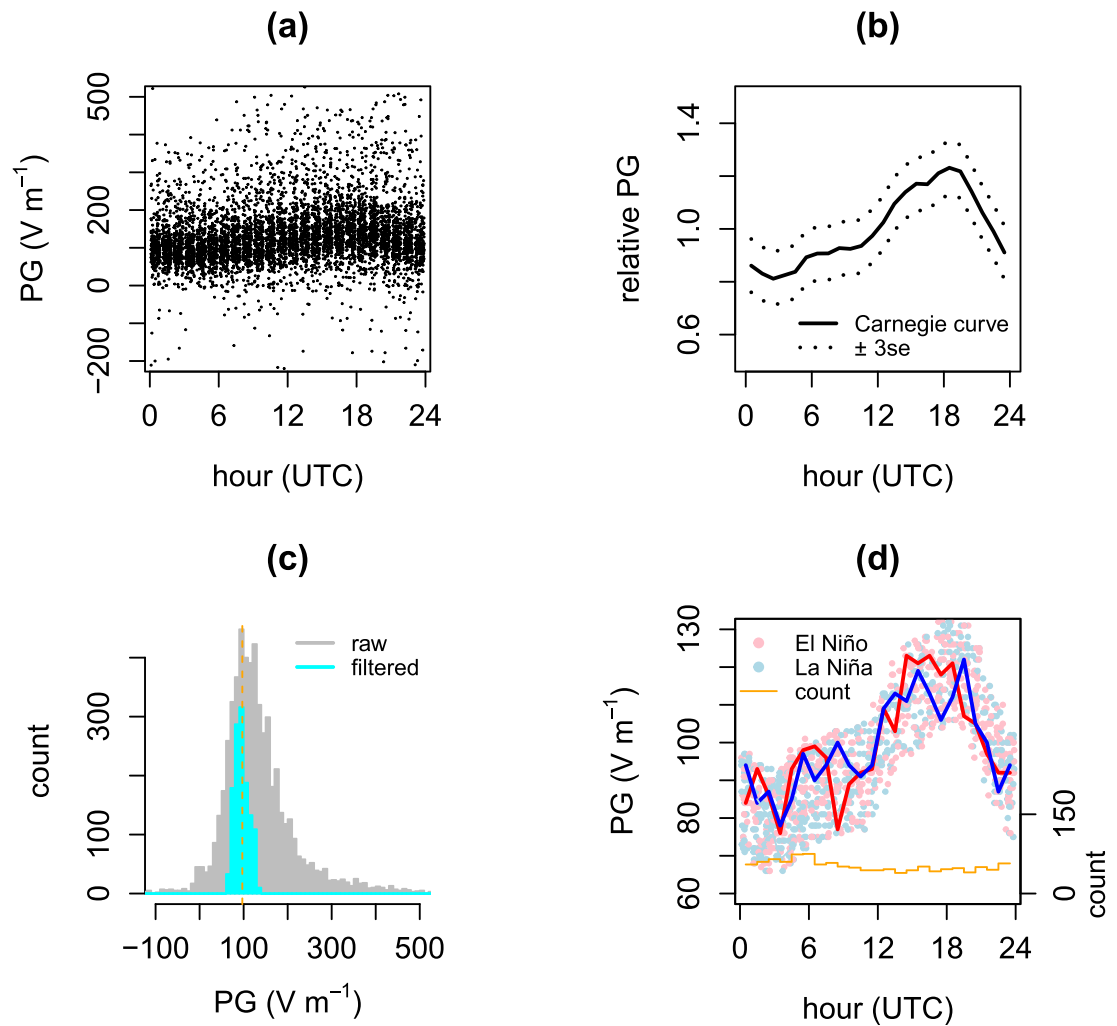 (a)
500
200
0
−200
PG (V m⁻¹)
0 6 12 18 24
hour (UTC)
(b)
1.4
1.0
0.6
relative PG
Carnegie curve
± 3se
0 6 12 18 24
hour (UTC)
(c)
300
100
0
count
raw
filtered
−100 100 300 500
PG (V m⁻¹)
(d)
130
100
80
60
PG (V m⁻¹)
El Niño
La Niña
count
150
0
count
0 6 12 18 24
hour (UTC)